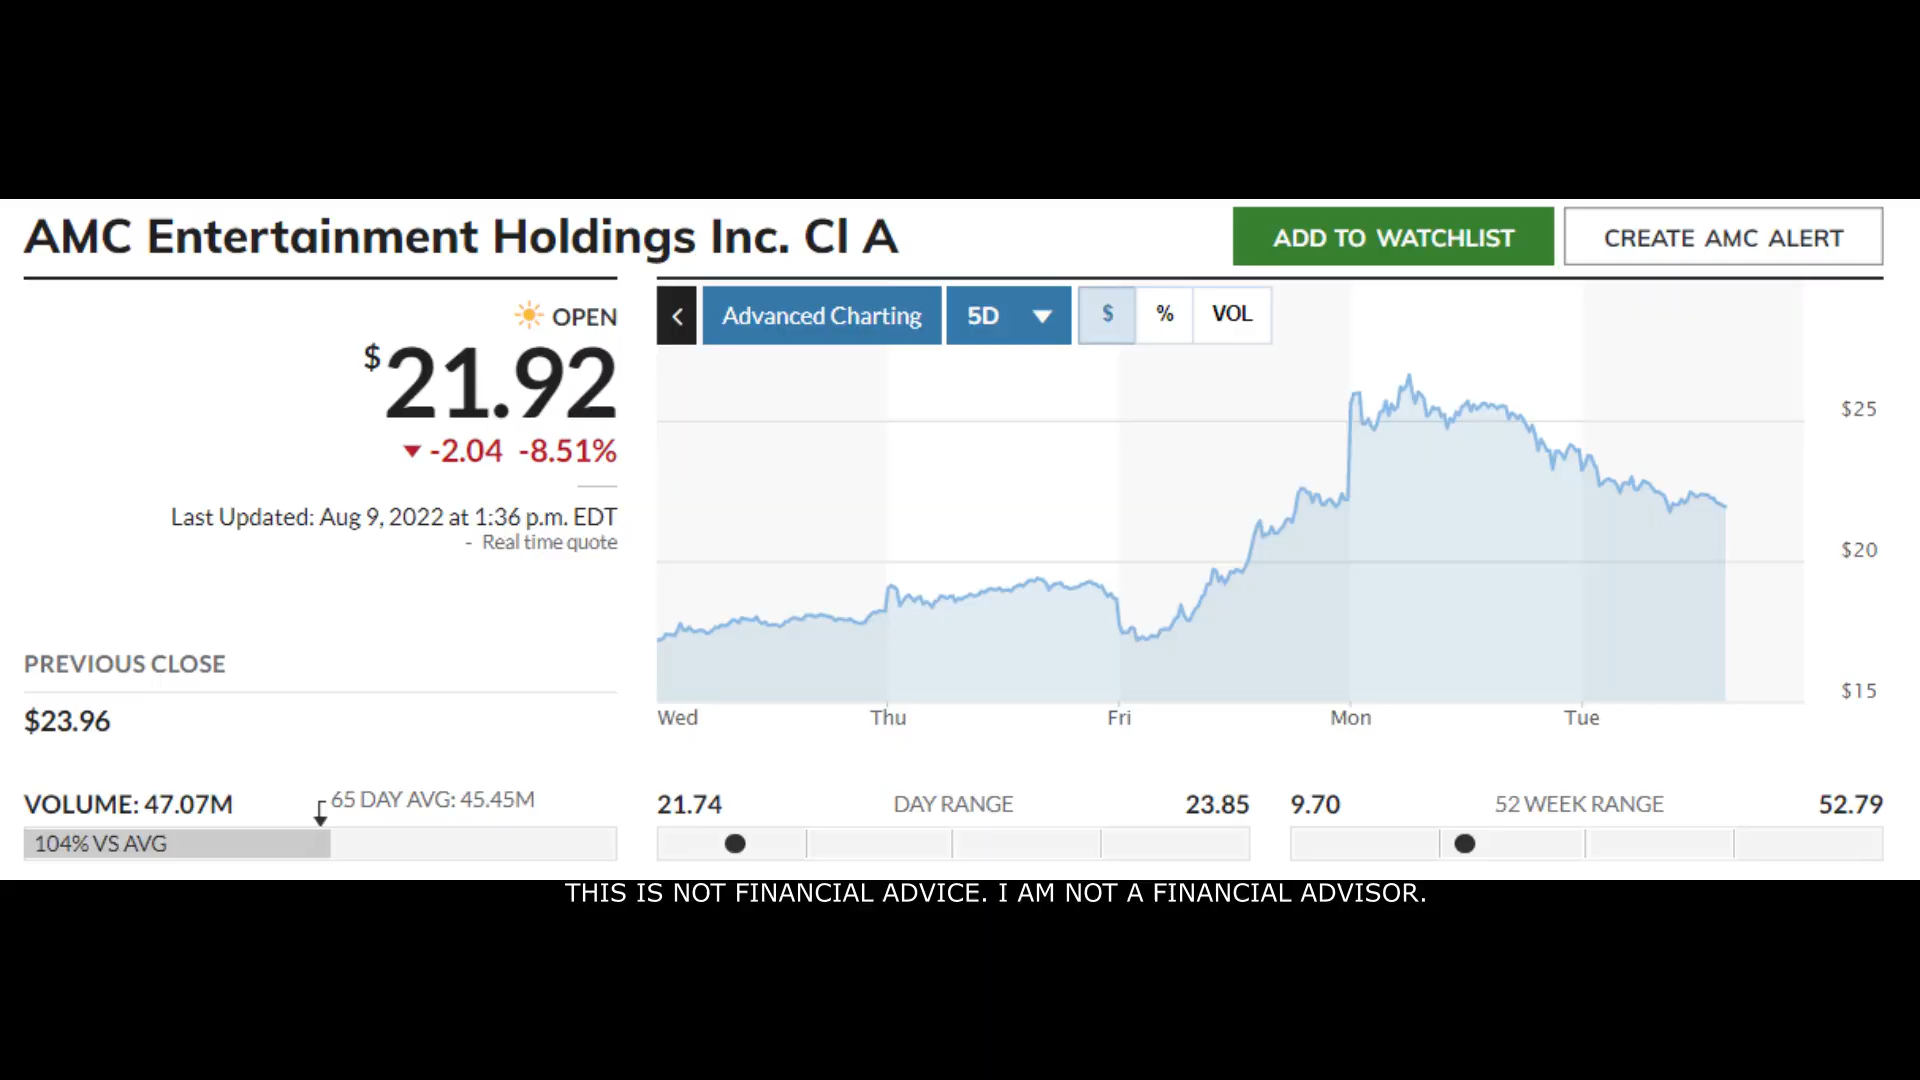 AMC Entertainment Holdings Inc. Cl A
ADD TO WATCHLIST
CREATE AMC ALERT
OPEN
$21.92
-2.04 -8.51%
Last Updated: Aug 9, 2022 at 1:36 p.m. EDT
- Real time quote
PREVIOUS CLOSE
$23.96
VOLUME: 47.07M
65 DAY AVG: 45.45M
104% VS AVG
< Advanced Charting 5D $ % VOL
$25
$20
$15
Wed Thu Fri Mon Tue
21.74 DAY RANGE 23.85
9.70 52 WEEK RANGE 52.79
THIS IS NOT FINANCIAL ADVICE. I AM NOT A FINANCIAL ADVISOR.